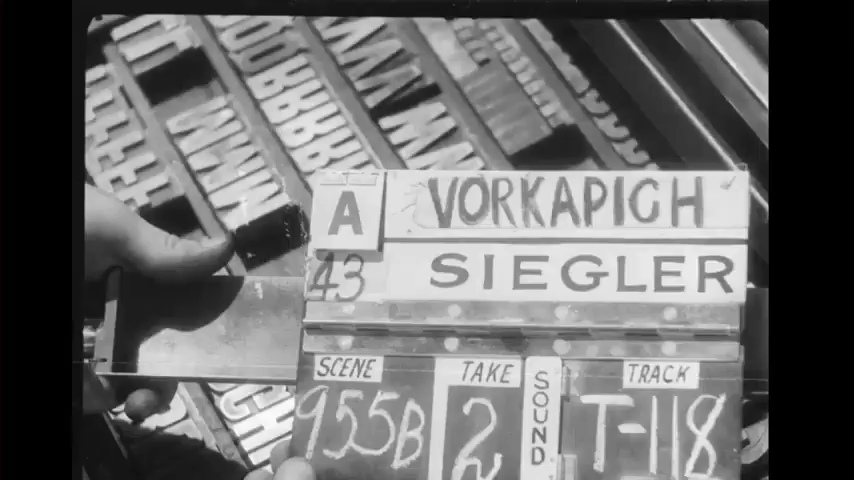 A VORKAPICH
43 SIEGLER
SCENE TAKE SOUND TRACK
955B 2 T-118